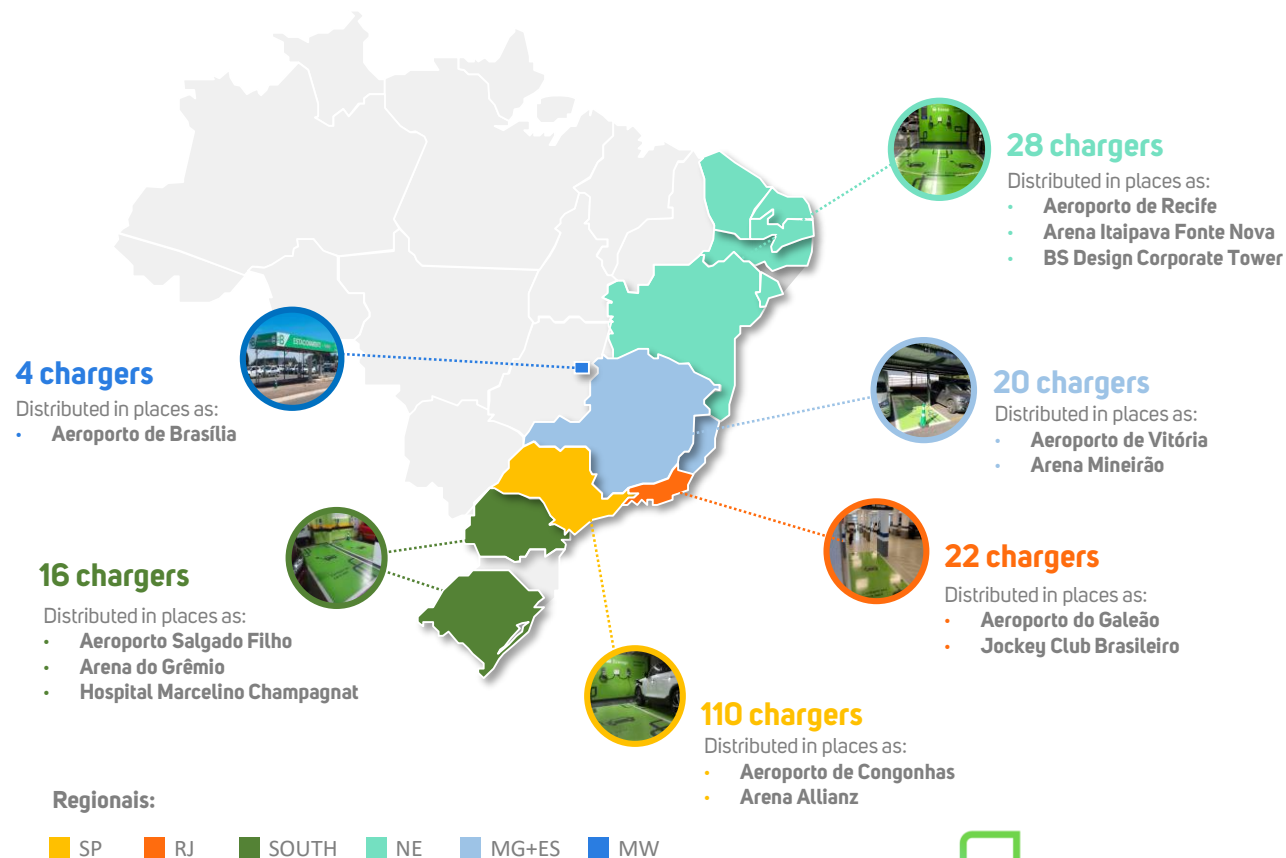 28 chargers
Distributed in places as:
• Aeroporto de Recife
• Arena Itaipava Fonte Nova
• BS Design Corporate Tower
4 chargers
Distributed in places as:
• Aeroporto de Brasília
20 chargers
Distributed in places as:
• Aeroporto de Vitória
• Arena Mineirão
16 chargers
Distributed in places as:
• Aeroporto Salgado Filho
• Arena do Grêmio
• Hospital Marcelino Champagnat
22 chargers
Distributed in places as:
• Aeroporto do Galeão
• Jockey Club Brasileiro
110 chargers
Distributed in places as:
• Aeroporto de Congonhas
• Arena Allianz
Regionais:
SP RJ SOUTH NE MG+ES MW
ESTACIONAMENTO